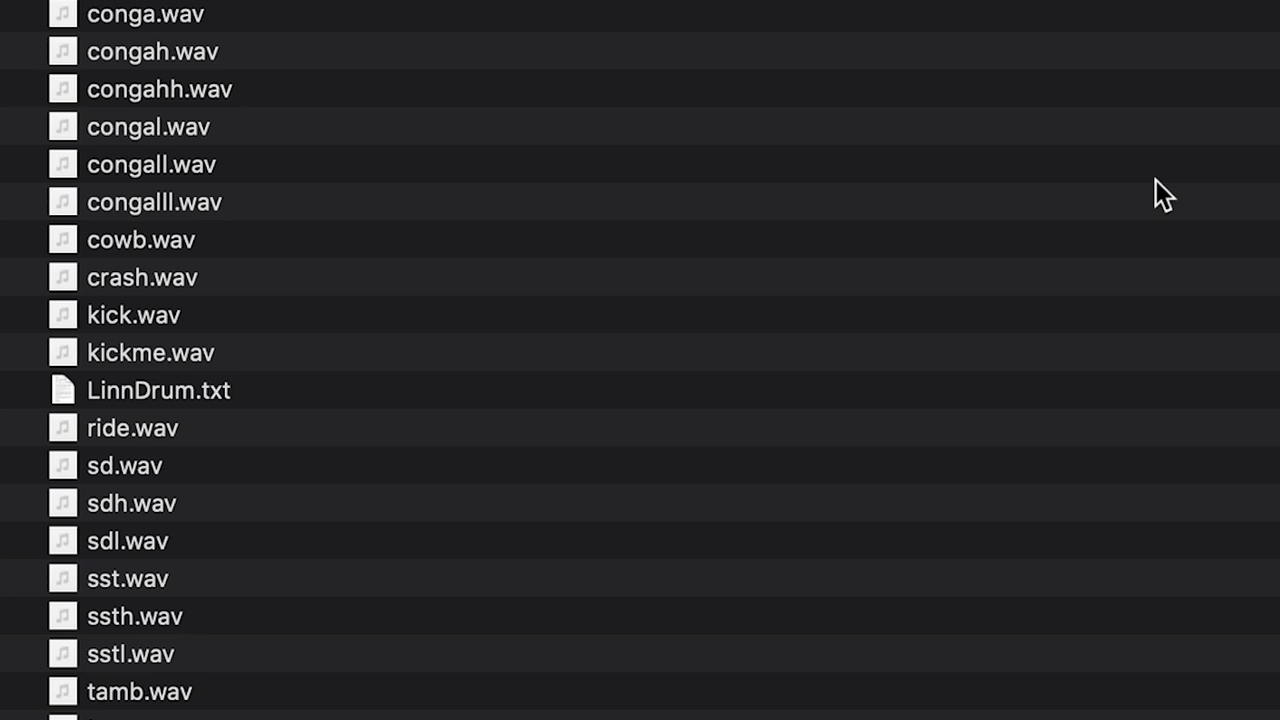 conga.wav
congah.wav
congahh.wav
congal.wav
congall.wav
congalll.wav
cowb.wav
crash.wav
kick.wav
kickme.wav
LinnDrum.txt
ride.wav
sd.wav
sdh.wav
sdl.wav
sst.wav
ssth.wav
sstl.wav
tamb.wav